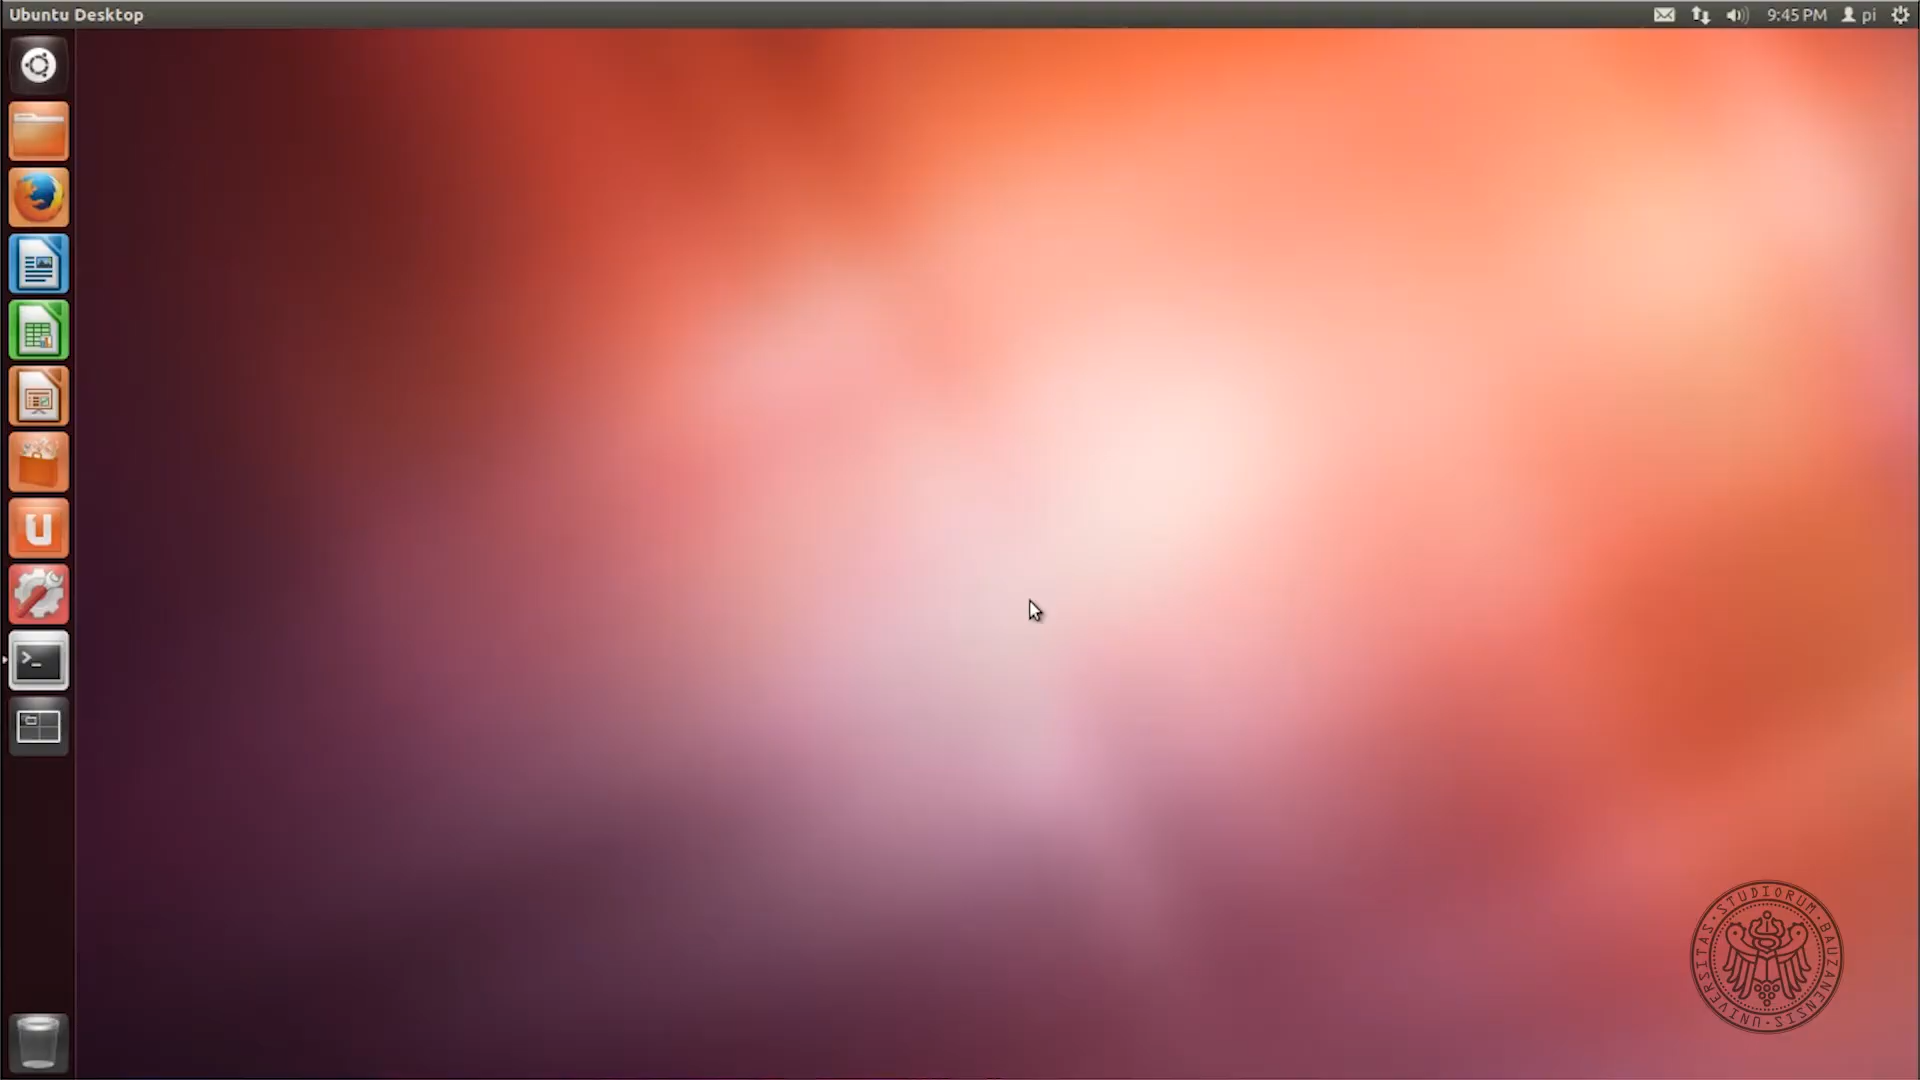 Ubuntu Desktop
9:45 PM
pi
>_
U
UNIVERSITAS · STUDIORUM · BAUZANENSIS ·